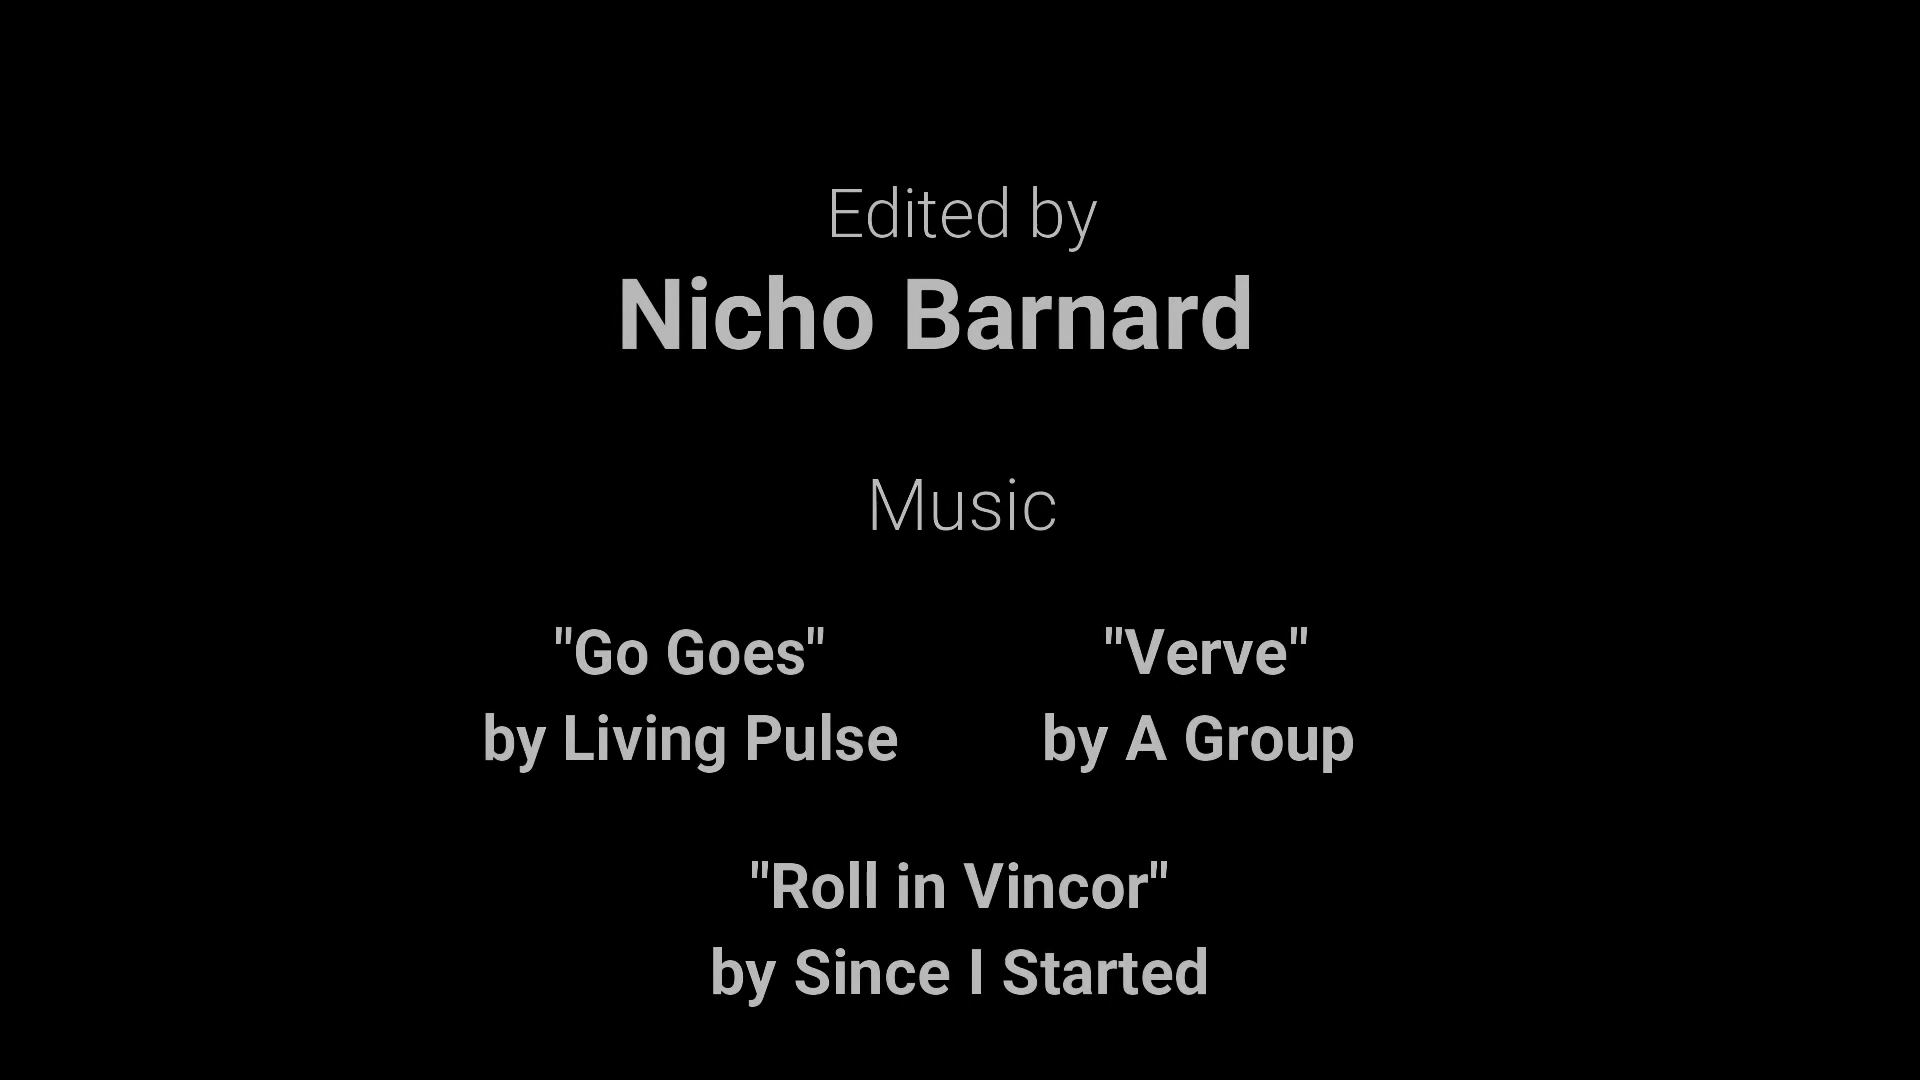 Edited by
Nicho Barnard
Music
"Go Goes"
by Living Pulse
"Verve"
by A Group
"Roll in Vincor"
by Since I Started